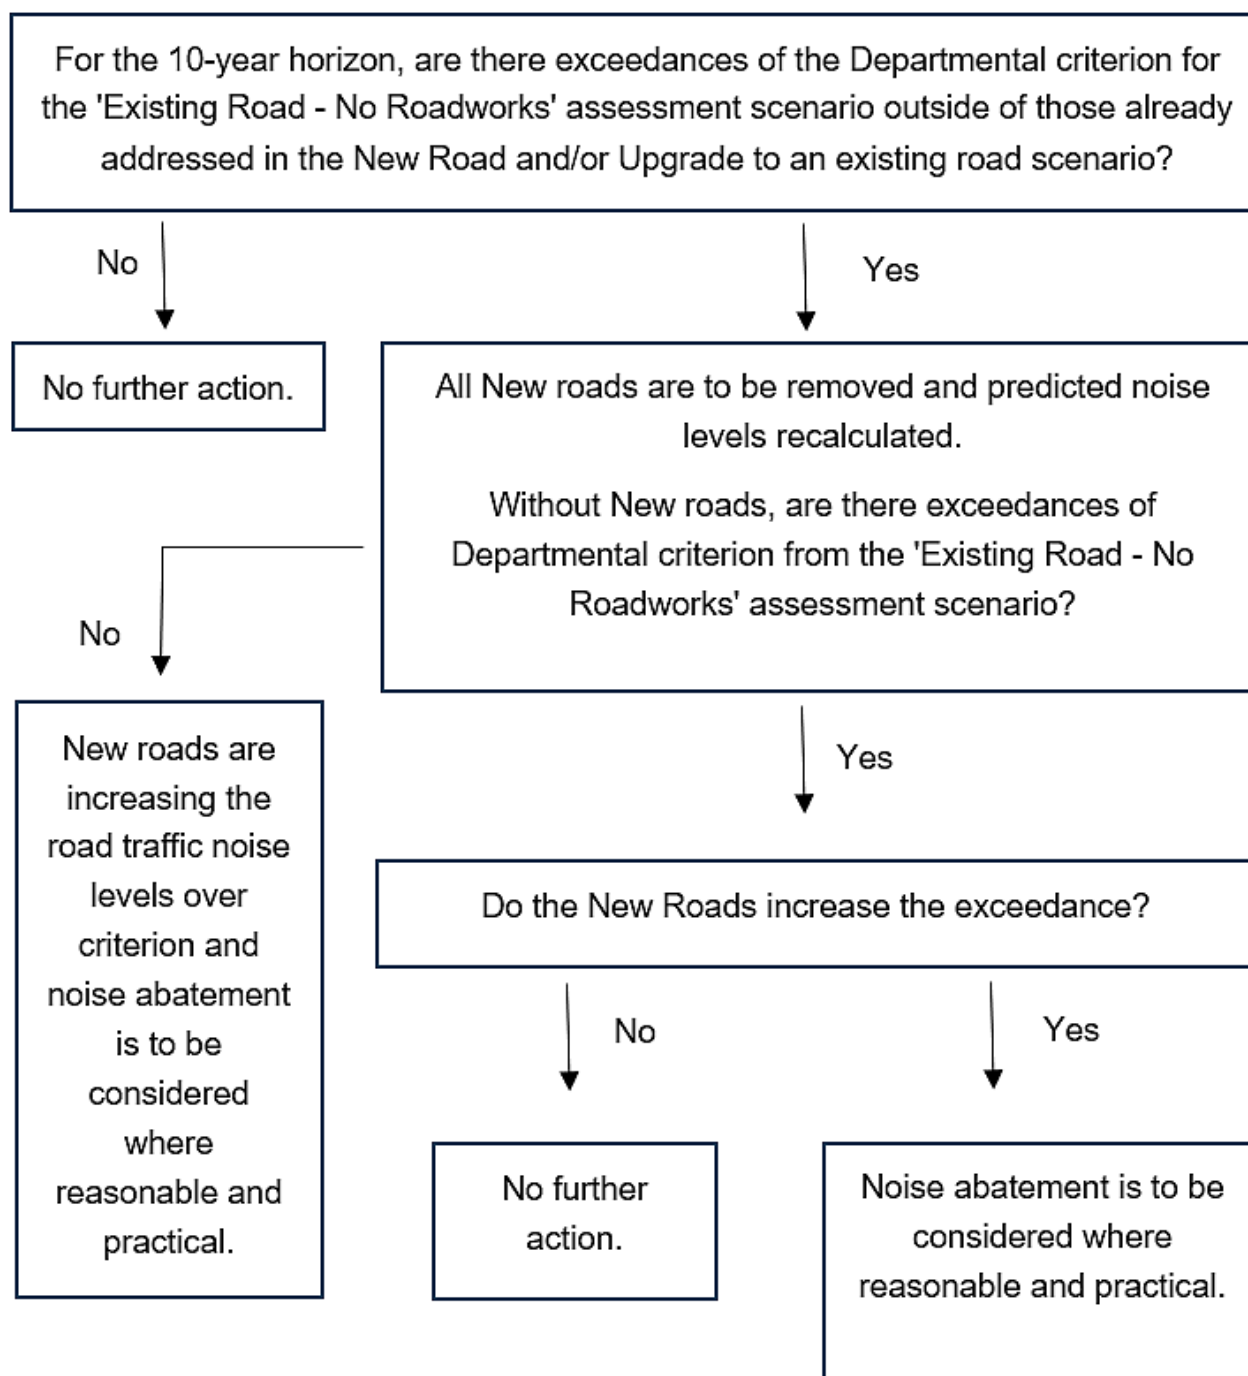 For the 10-year horizon, are there exceedances of the Departmental criterion for
the 'Existing Road - No Roadworks' assessment scenario outside of those already
addressed in the New Road and/or Upgrade to an existing road scenario?
No
Yes
No further action.
All New roads are to be removed and predicted noise
levels recalculated.
Without New roads, are there exceedances of
Departmental criterion from the 'Existing Road - No
Roadworks' assessment scenario?
No
New roads are
increasing the
road traffic noise
levels over
criterion and
noise abatement
is to be
considered
where
reasonable and
practical.
Yes
Do the New Roads increase the exceedance?
No
Yes
No further
action.
Noise abatement is to be
considered where
reasonable and practical.